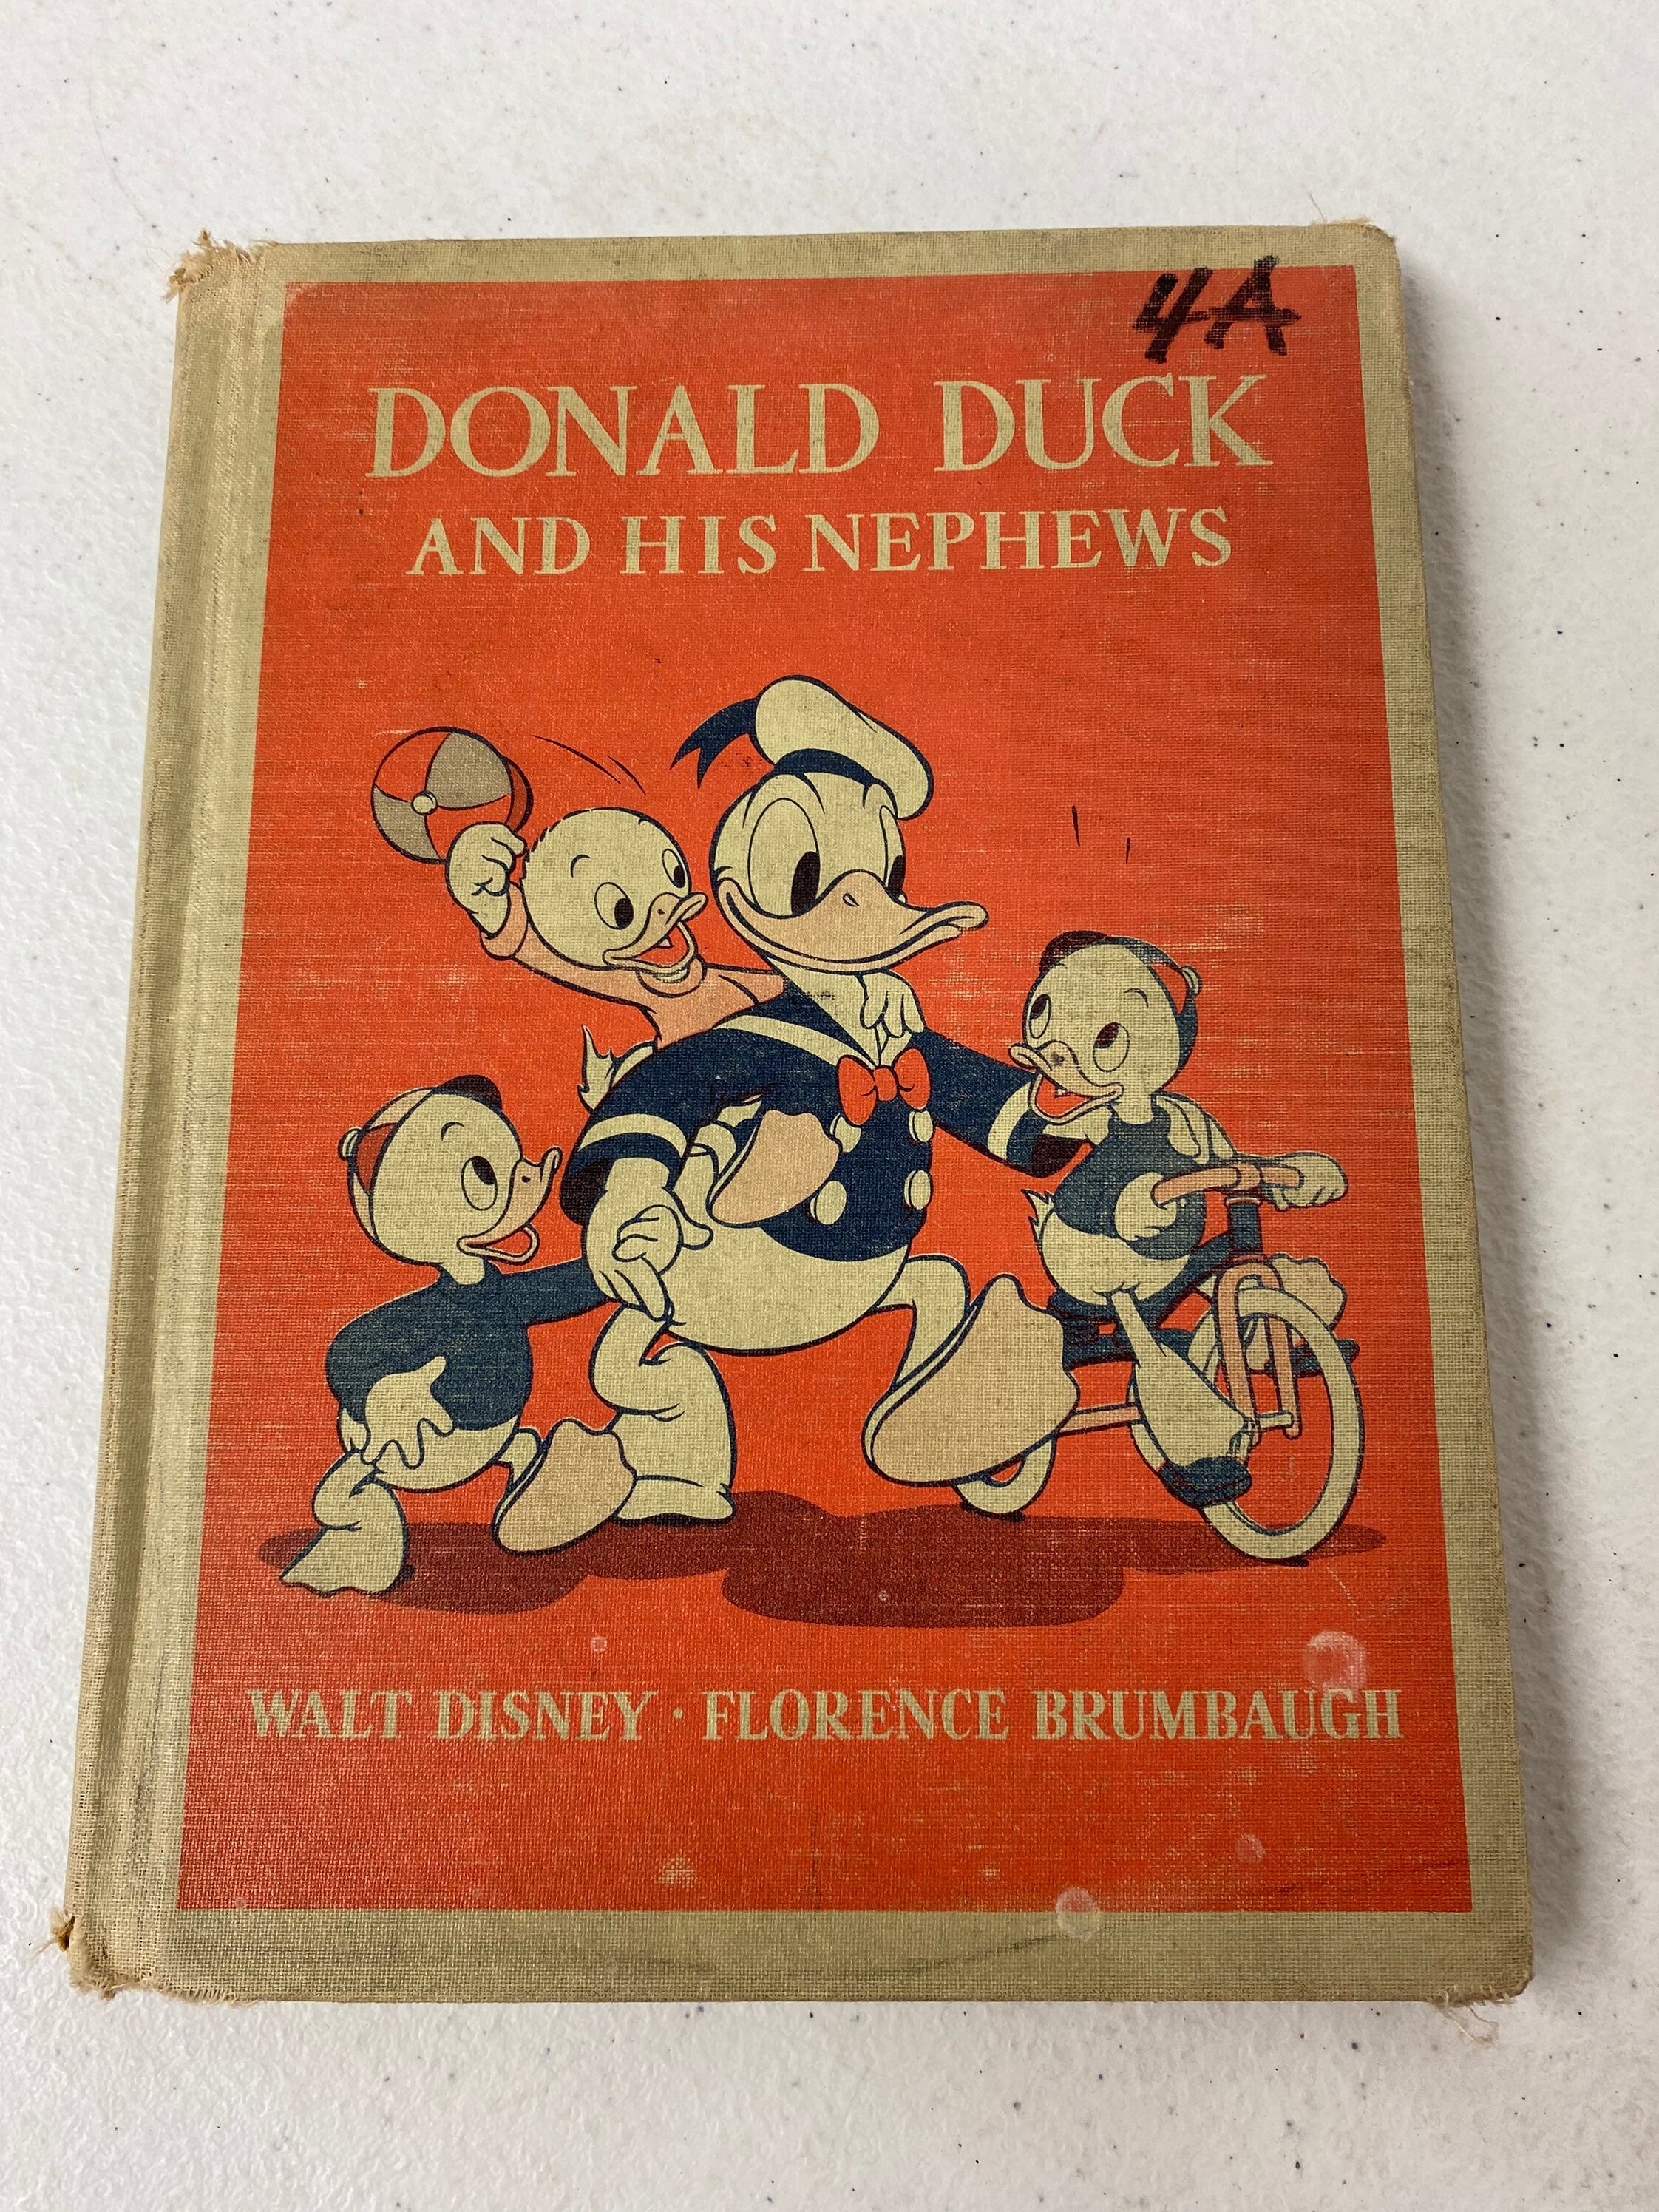 4A
DONALD DUCK
AND HIS NEPHEWS
WALT DISNEY · FLORENCE BRUMBAUGH